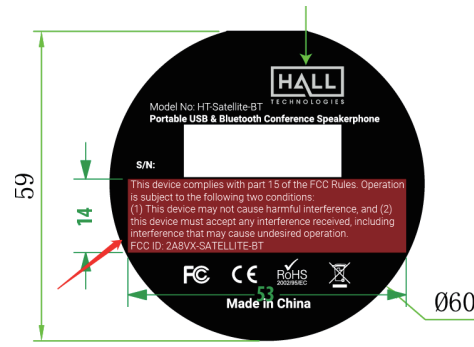 HALL
TECHNOLOGIES
Model No: HT-Satellite-BT
Portable USB & Bluetooth Conference Speakerphone
S/N:
This device complies with part 15 of the FCC Rules. Operation
is subject to the following two conditions:
(1) This device may not cause harmful interference, and (2)
this device must accept any interference received, including
interference that may cause undesired operation.
FCC ID: 2A8VX-SATELLITE-BT
FC CE RoHS
2002/95/EC
53
Made in China
59
14
Ø60